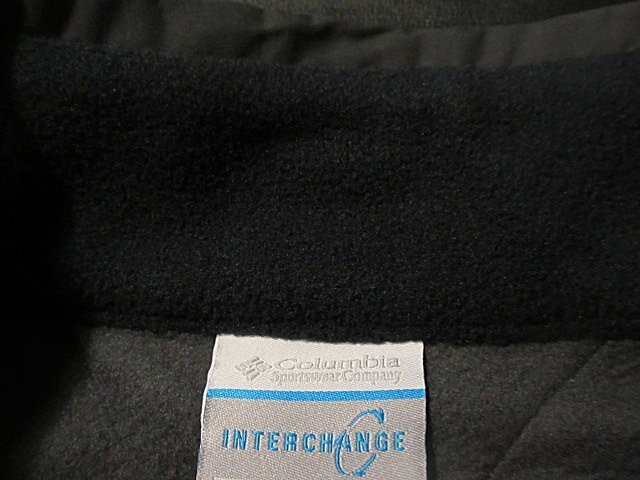 Columbia
Sportswear Company
INTERCHANGE